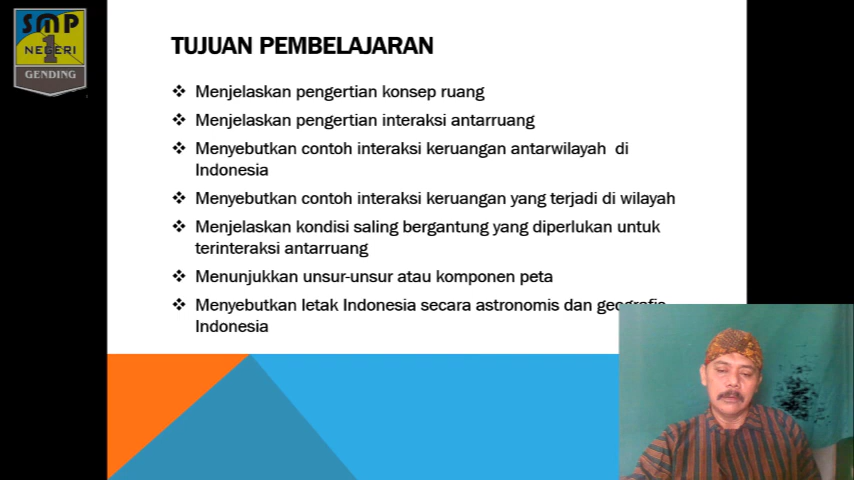 SMP
1
NEGERI
GENDING
TUJUAN PEMBELAJARAN
❖ Menjelaskan pengertian konsep ruang
❖ Menjelaskan pengertian interaksi antarruang
❖ Menyebutkan contoh interaksi keruangan antarwilayah di
Indonesia
❖ Menyebutkan contoh interaksi keruangan yang terjadi di wilayah
❖ Menjelaskan kondisi saling bergantung yang diperlukan untuk
terinteraksi antarruang
❖ Menunjukkan unsur-unsur atau komponen peta
❖ Menyebutkan letak Indonesia secara astronomis dan geografis
Indonesia